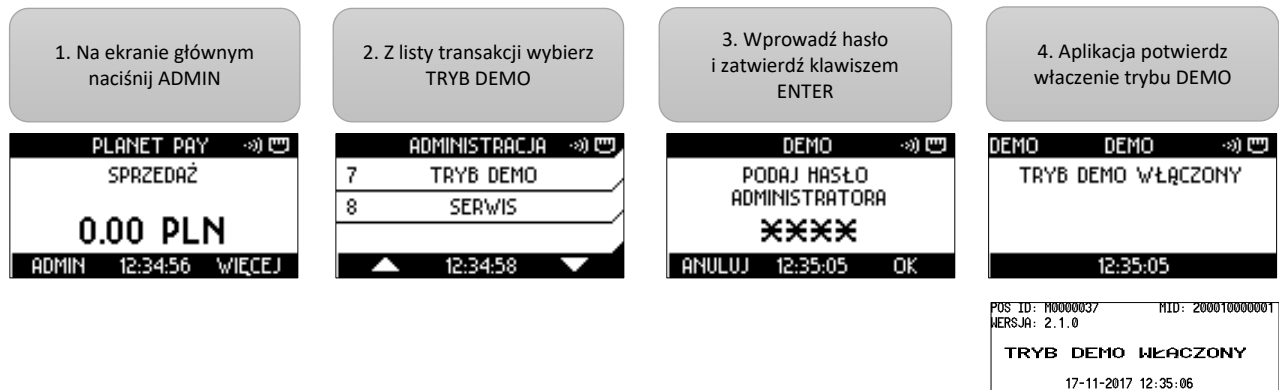 1. Na ekranie głównym
naciśnij ADMIN
2. Z listy transakcji wybierz
TRYB DEMO
3. Wprowadź hasło
i zatwierdź klawiszem
ENTER
4. Aplikacja potwierdz
właczenie trybu DEMO
PLANET PAY
SPRZEDAŻ
0.00 PLN
ADMIN 12:34:56 WIĘCEJ
ADMINISTRACJA
7 TRYB DEMO
8 SERWIS
12:34:58
DEMO
PODAJ HASŁO
ADMINISTRATORA
****
ANULUJ 12:35:05 OK
DEMO DEMO
TRYB DEMO WŁĄCZONY
12:35:05
POS ID: M0000037 MID: 200010000001
WERSJA: 2.1.0
TRYB DEMO WŁACZONY
17-11-2017 12:35:06